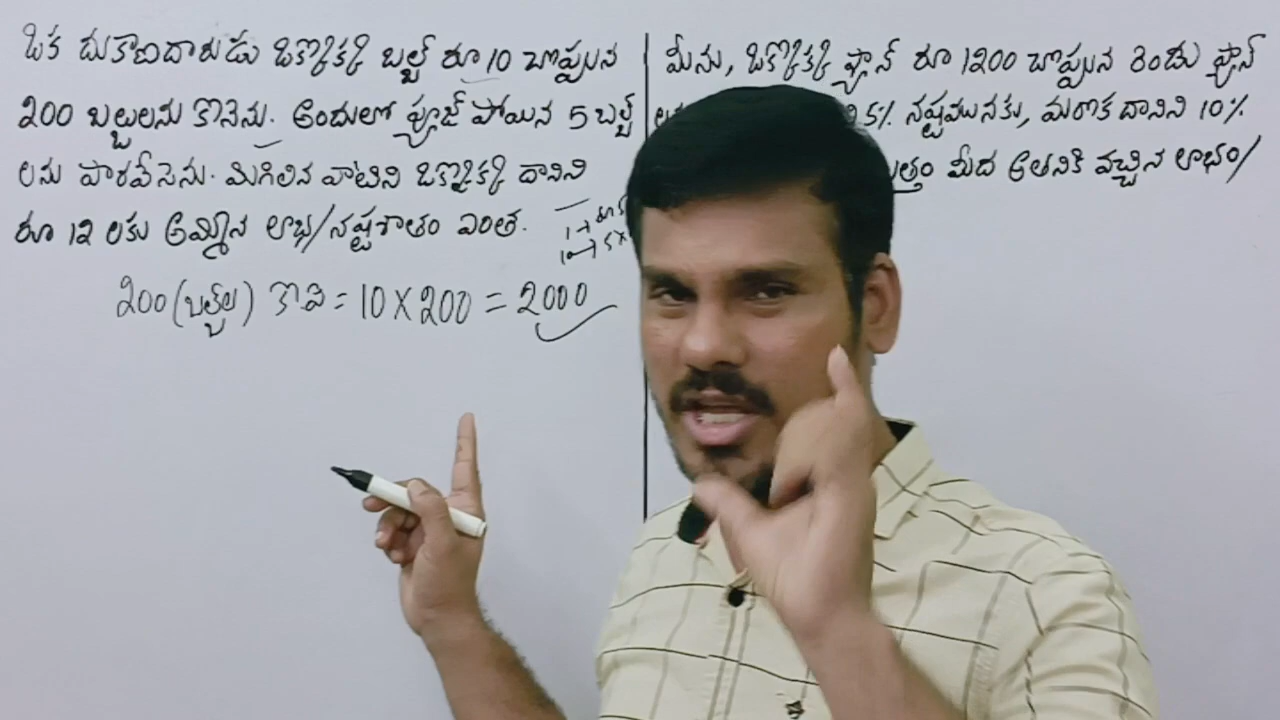 ఒక దుకాణదారుడు ఒక్కొక్కటి బల్బ్ రూ 10 చొప్పున
200 బల్బులను కొనెను. అందులో ఫ్యూజ్ పోయిన 5 బల్బ్
లను పారవేసెను. మిగిలిన వాటిని ఒక్కొక్కటి దానిని
రూ 12 లకు అమ్మిన లాభ/నష్టశాతం ఎంత.
200 (బల్బ్‌ల) కొ.వి = 10 X 200 = 2000
మీను, ఒక్కొక్కటి ఫ్యాన్ రూ 1200 చొప్పున రెండు ఫ్యాన్
5% నష్టమునకు, మరొక దానిని 10%
మీద అతనికి వచ్చిన లాభం/